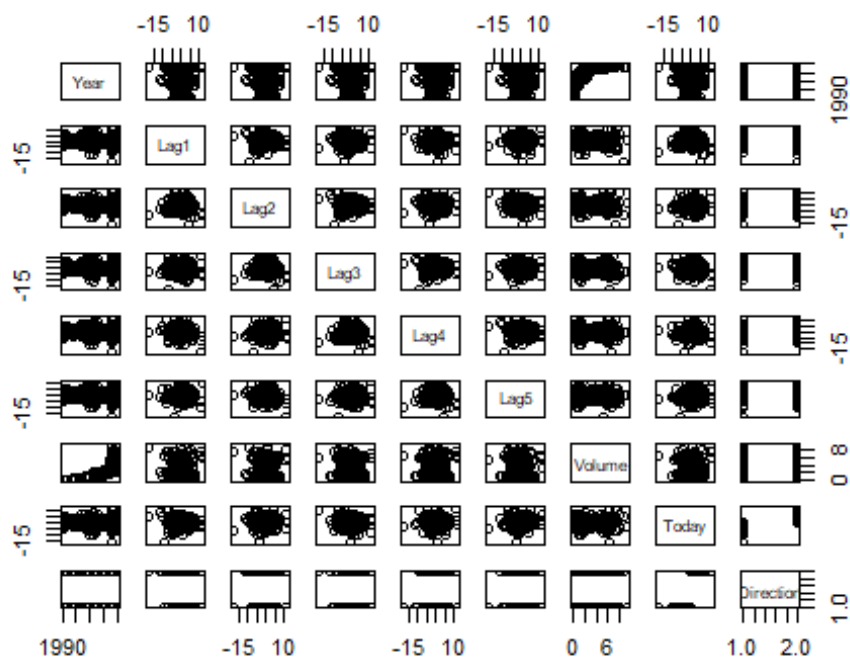 -15 10 -15 10 -15 10 -15 10
Year 1990
-15 Lag1
Lag2 -15
-15 Lag3
Lag4 -15
-15 Lag5
Volume 0 8
-15 Today
Direction 1.0
1990 -15 10 -15 10 0 6 1.0 2.0